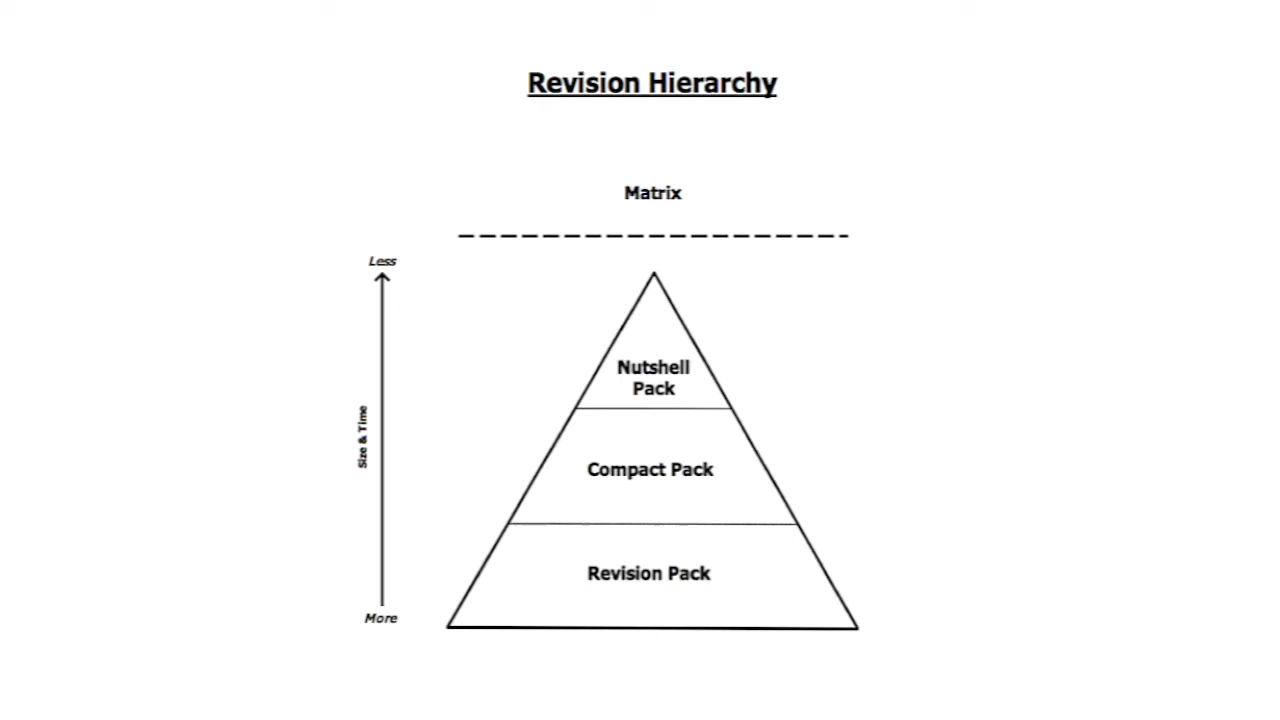 Revision Hierarchy
Matrix
Less
Size & Time
More
Nutshell
Pack
Compact Pack
Revision Pack